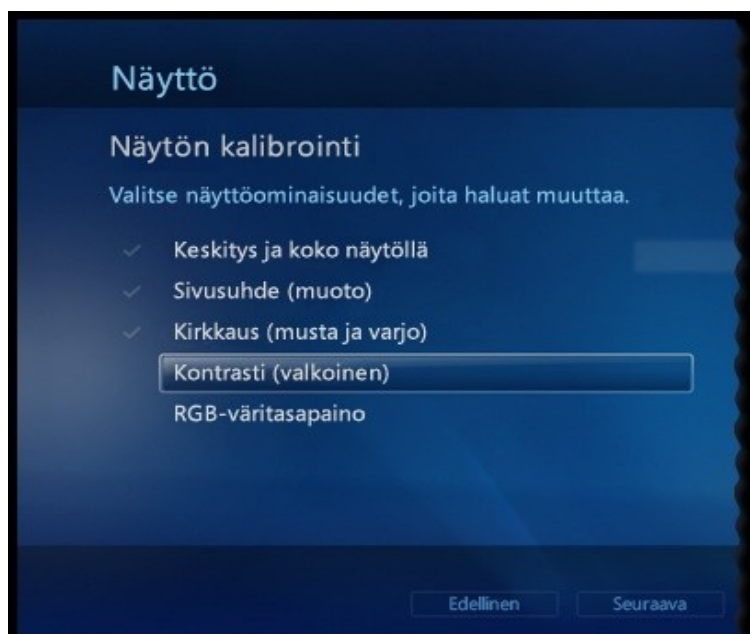 Näyttö
Näytön kalibrointi
Valitse näyttöominaisuudet, joita haluat muuttaa.
Keskitys ja koko näytöllä
Sivusuhde (muoto)
Kirkkaus (musta ja varjo)
Kontrasti (valkoinen)
RGB-väritasapaino
Edellinen
Seuraava